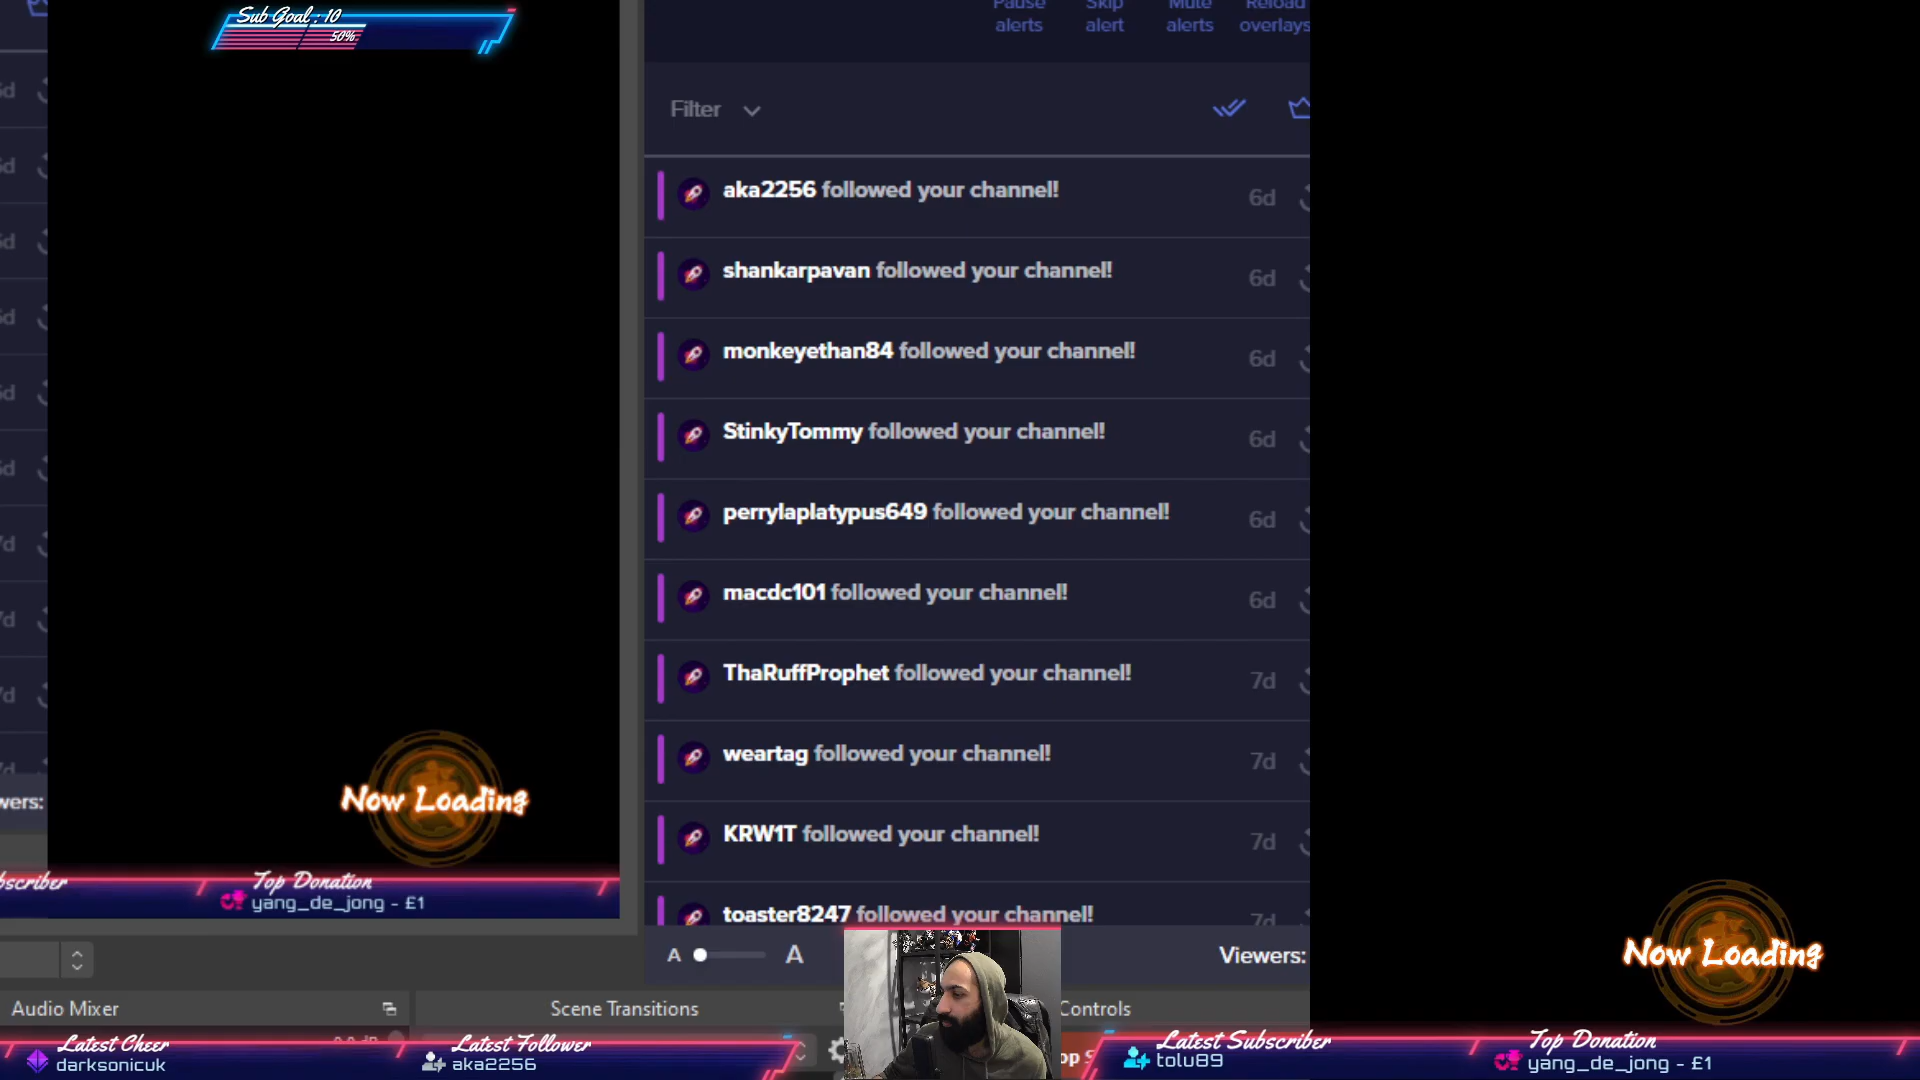 Sub Goal : 10
50%
Pause alerts
Skip alert
Mute alerts
Reload overlays
Filter
aka2256 followed your channel!
6d
shankarpavan followed your channel!
6d
monkeyethan84 followed your channel!
6d
StinkyTommy followed your channel!
6d
perrylaplatypus649 followed your channel!
6d
macdc101 followed your channel!
6d
ThaRuffProphet followed your channel!
7d
weartag followed your channel!
7d
KRW1T followed your channel!
7d
toaster8247 followed your channel!
7d
Now Loading
Top Donation
yang_de_jong - £1
A A
Viewers:
Now Loading
Audio Mixer
Scene Transitions
Controls
Latest Cheer
darksonicuk
Latest Follower
aka2256
Latest Subscriber
tolu89
Top Donation
yang_de_jong - £1